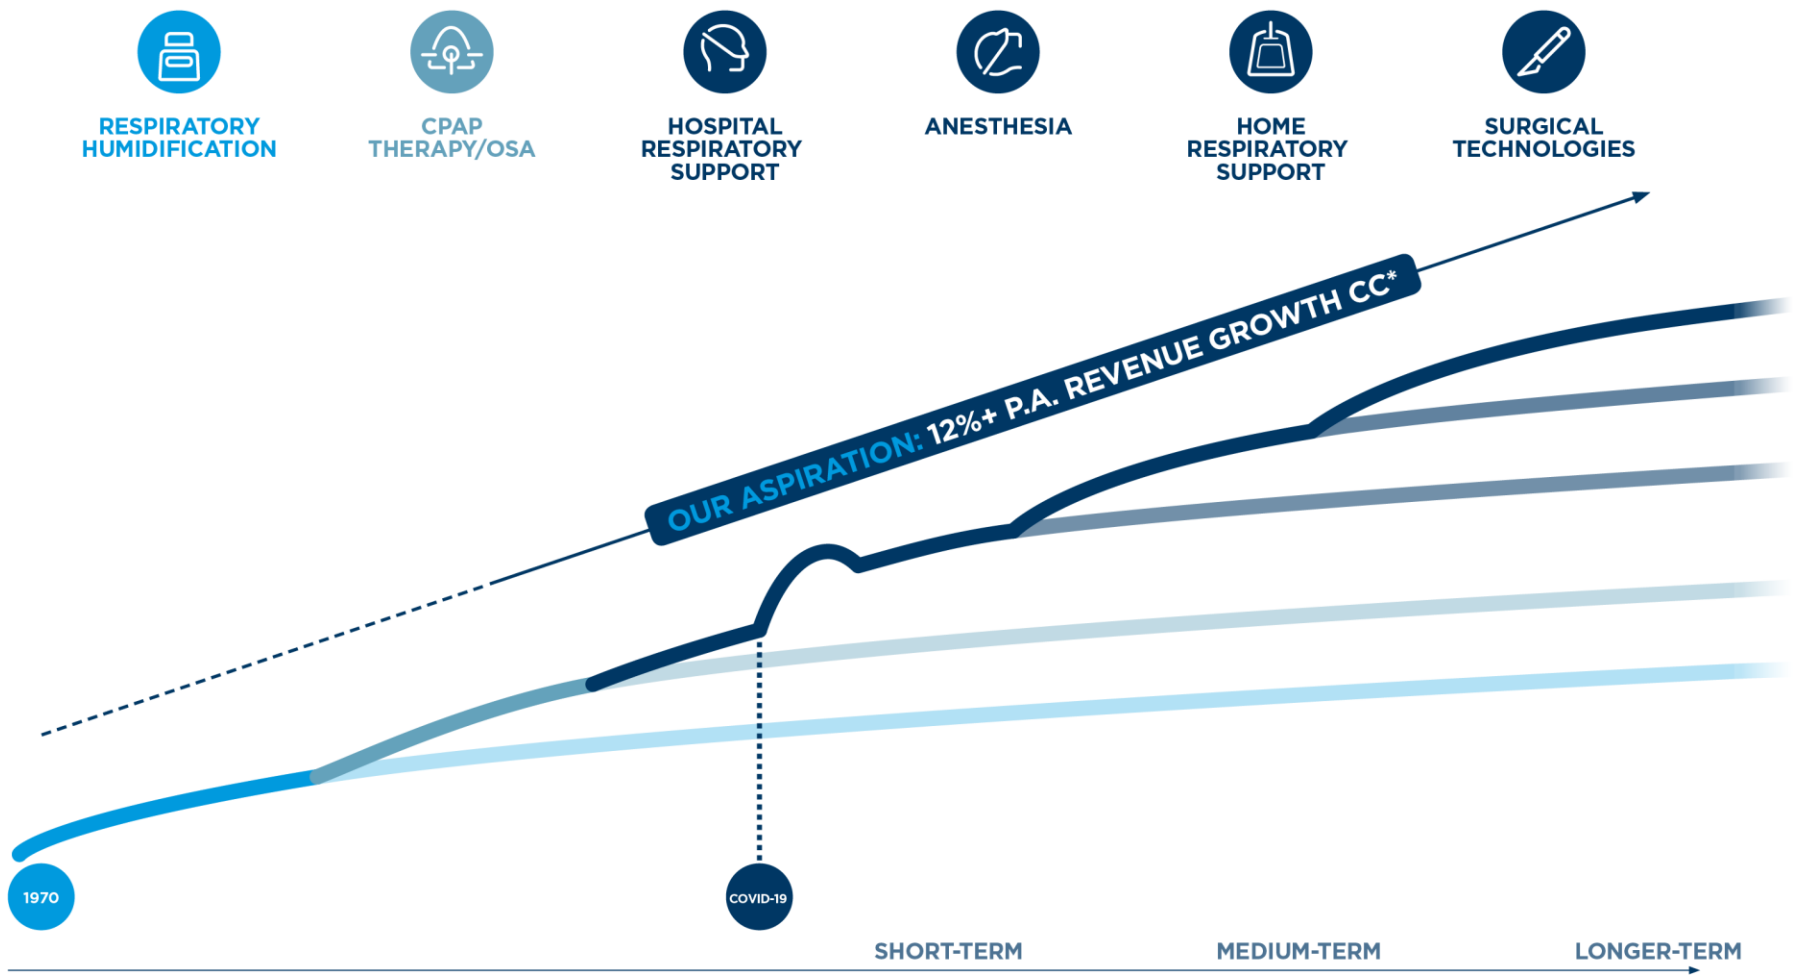 RESPIRATORY
HUMIDIFICATION
CPAP
THERAPY/OSA
HOSPITAL
RESPIRATORY
SUPPORT
ANESTHESIA
HOME
RESPIRATORY
SUPPORT
SURGICAL
TECHNOLOGIES
OUR ASPIRATION: 12%+ P.A. REVENUE GROWTH CC*
1970
COVID-19
SHORT-TERM
MEDIUM-TERM
LONGER-TERM